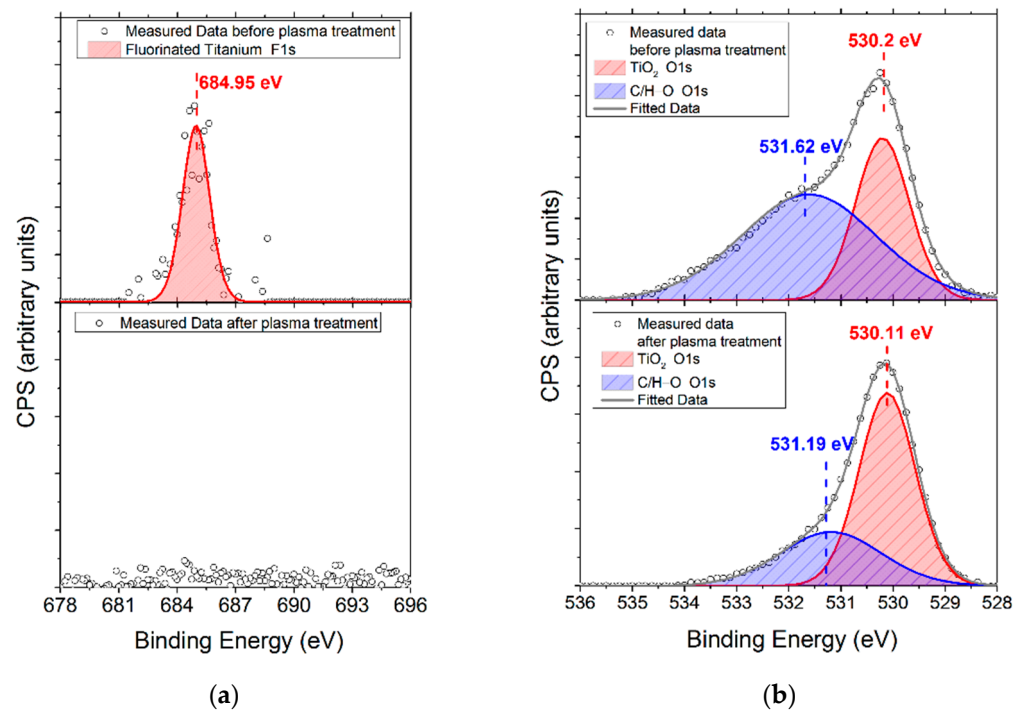 Measured Data before plasma treatment
Fluorinated Titanium F1s
684.95 eV
Measured Data after plasma treatment
CPS (arbitrary units)
678 681 684 687 690 693 696
Binding Energy (eV)
(a)
Measured data
before plasma treatment
TiO2 O1s
C/H-O O1s
Fitted Data
530.2 eV
531.62 eV
Measured data
after plasma treatment
TiO2 O1s
C/H-O O1s
Fitted Data
530.11 eV
531.19 eV
CPS (arbitrary units)
536 535 534 533 532 531 530 529 528
Binding Energy (eV)
(b)